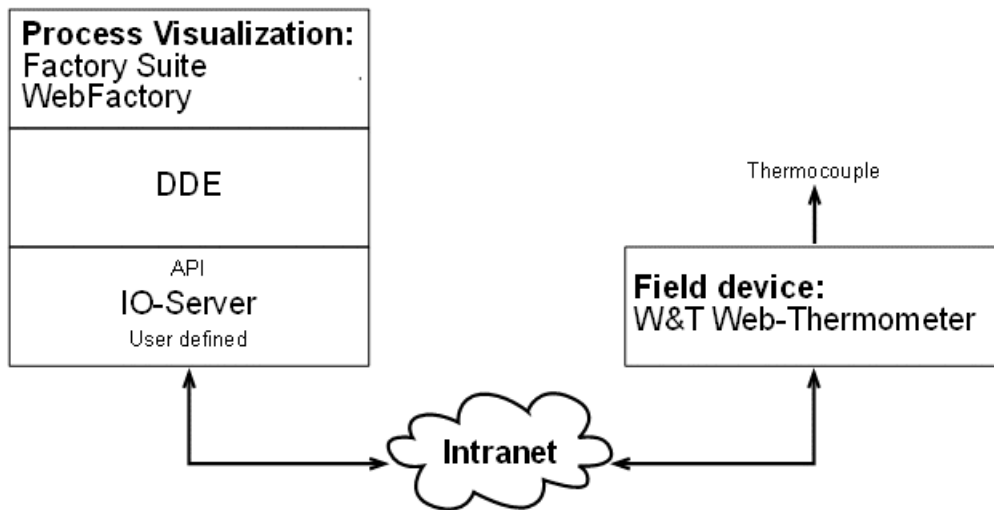 Process Visualization:
Factory Suite
WebFactory
DDE
API
IO-Server
User defined
Thermocouple
Field device:
W&T Web-Thermometer
Intranet